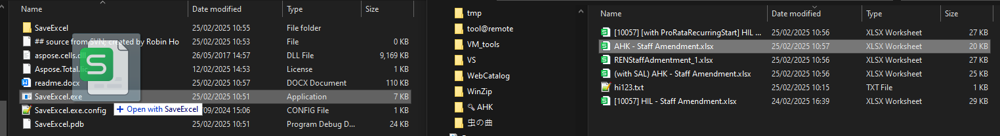 Name Date modified Type Size
SaveExcel 25/02/2025 10:55 File folder
## source from SVN; created by Robin Ho 25/02/2025 10:53 File 0 KB
aspose.cells.dll 26/05/2017 14:57 DLL File 9,169 KB
Aspose.Total.lic 12/02/2025 14:53 License 1 KB
readme.docx 25/02/2025 10:57 DOCX Document 110 KB
SaveExcel.exe 25/02/2025 10:51 Application 7 KB
SaveExcel.exe.config /09/2024 15:06 CONFIG File 1 KB
+ Open with SaveExcel
SaveExcel.pdb 25/02/2025 10:51 Program Debug D... 24 KB
tmp
tool@remote
VM_tools
VS
WebCatalog
WinZip
AHK
虫の曲
Name Date modified Type Size
[10057] [with ProRataRecurringStart] HIL ... 25/02/2025 10:56 XLSX Worksheet 27 KB
AHK - Staff Amendment.xlsx 25/02/2025 10:57 XLSX Worksheet 20 KB
RENStaffAdmentment_1.xlsx 25/02/2025 10:56 XLSX Worksheet 27 KB
(with SAL) AHK - Staff Amendment.xlsx 25/02/2025 10:56 XLSX Worksheet 25 KB
hi123.txt 25/02/2025 10:15 TXT File 1 KB
[10057] HIL - Staff Amendment.xlsx 24/02/2025 16:39 XLSX Worksheet 29 KB